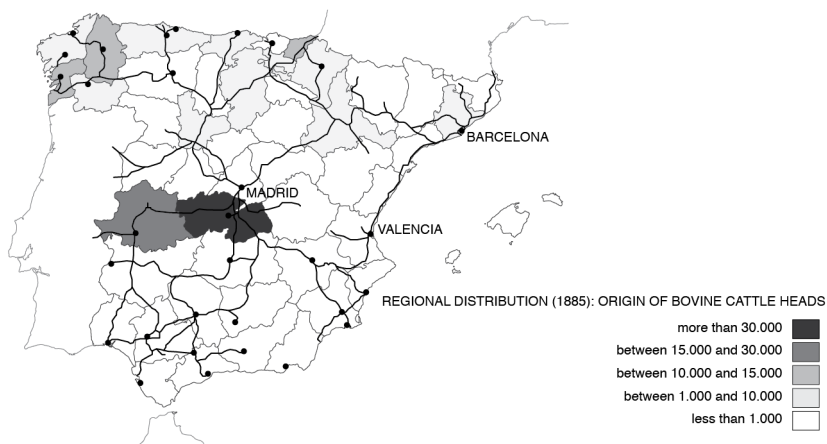 BARCELONA
MADRID
VALENCIA
REGIONAL DISTRIBUTION (1885): ORIGIN OF BOVINE CATTLE HEADS
more than 30.000
between 15.000 and 30.000
between 10.000 and 15.000
between 1.000 and 10.000
less than 1.000